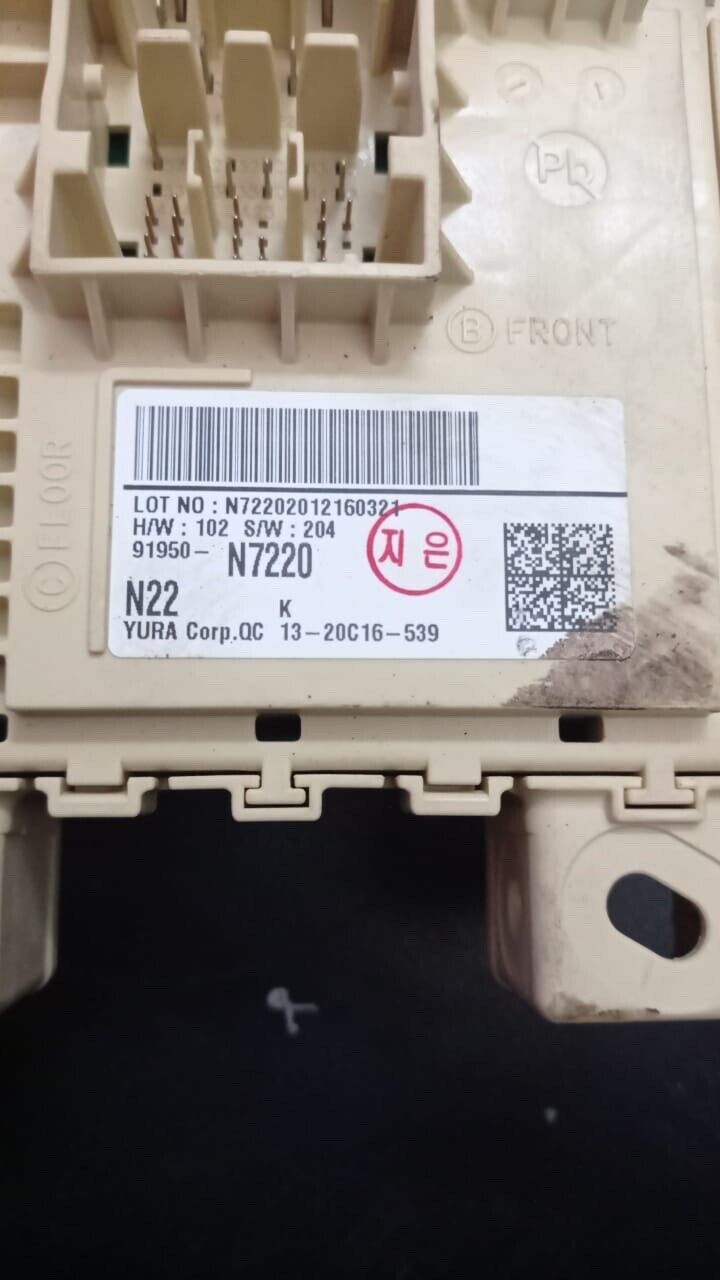 Pb
B FRONT
C FLOOR
LOT NO : N72202012160321
H/W : 102 S/W : 204
91950- N7220
지은
N22 K
YURA Corp.QC 13-20C16-539